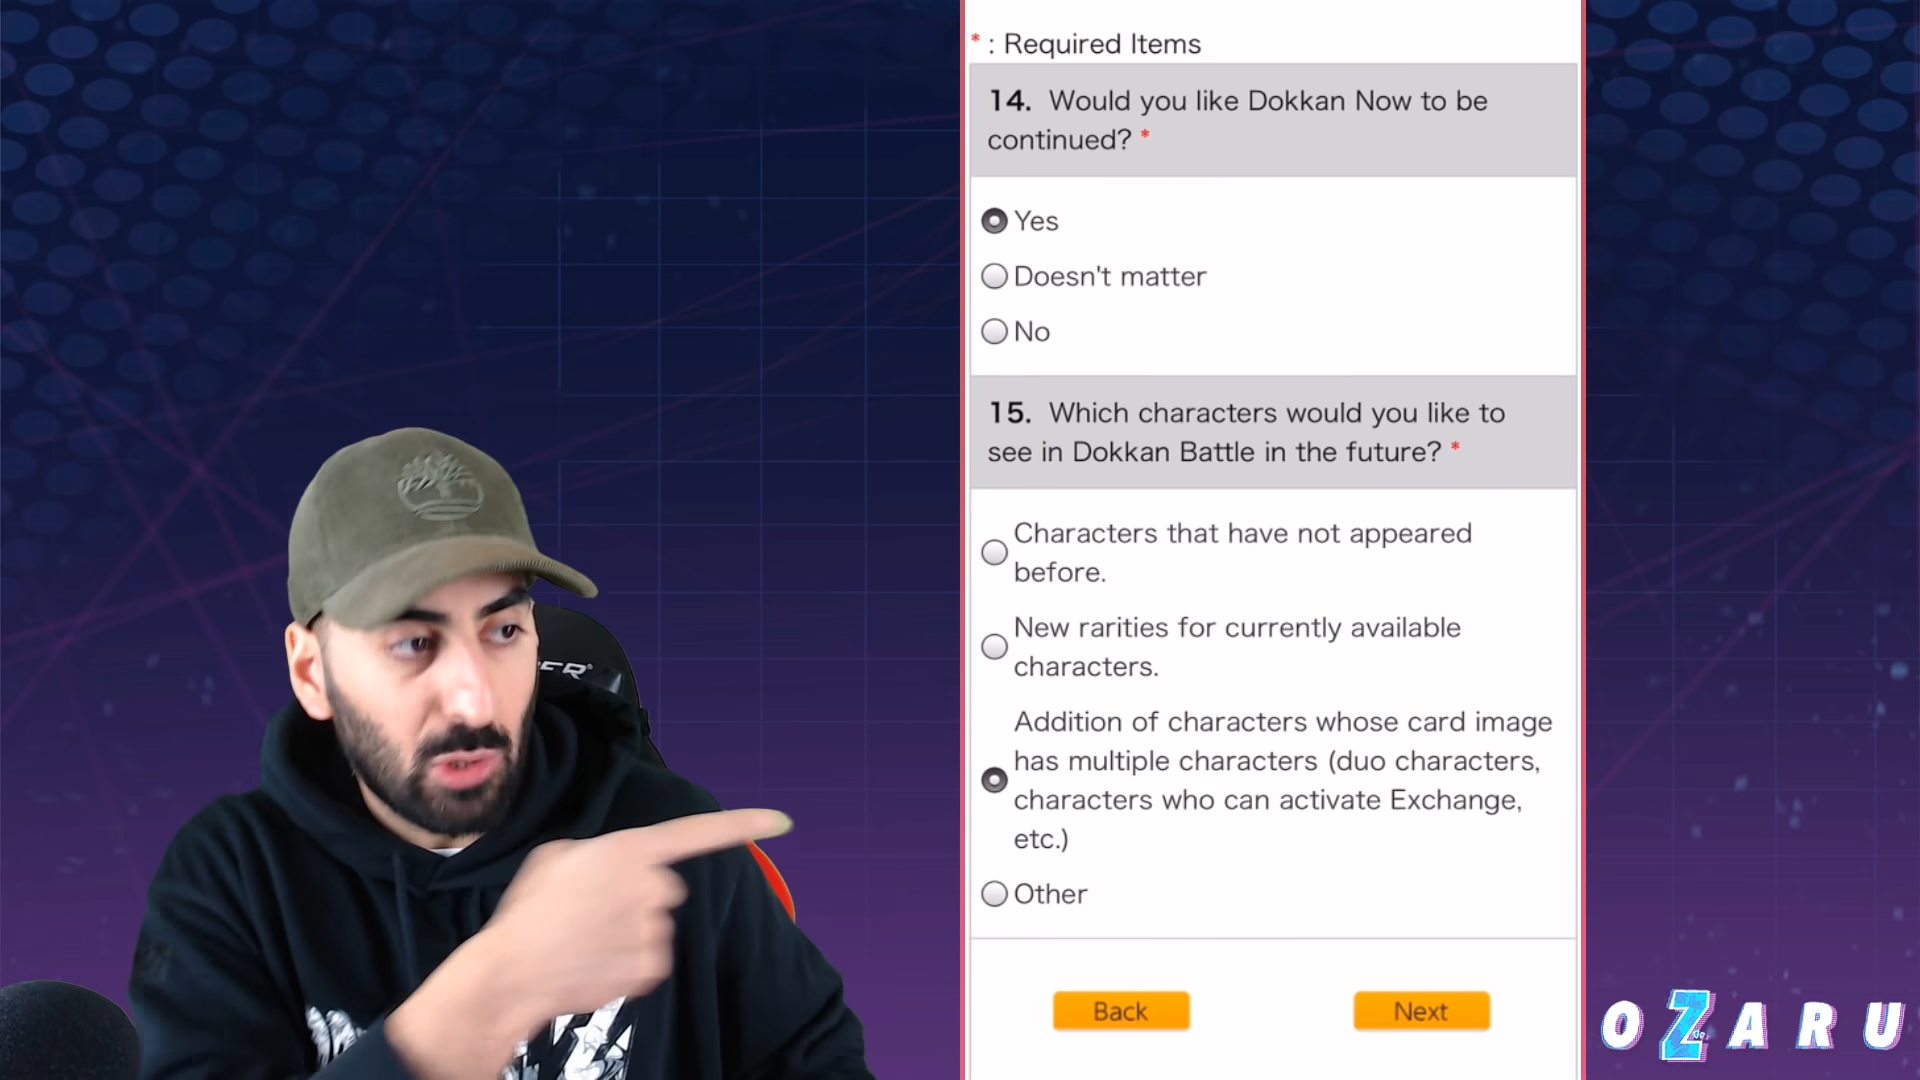 * : Required Items
14. Would you like Dokkan Now to be
continued? *
Yes
Doesn't matter
No
15. Which characters would you like to
see in Dokkan Battle in the future? *
Characters that have not appeared
before.
New rarities for currently available
characters.
Addition of characters whose card image
has multiple characters (duo characters,
characters who can activate Exchange,
etc.)
Other
Back
Next
OZARU